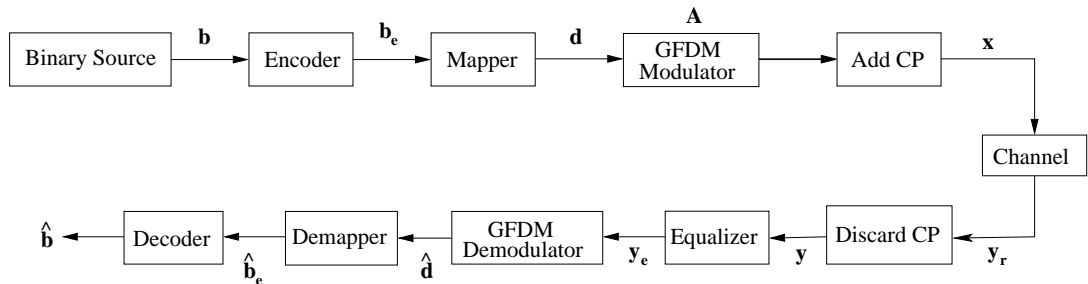 A
b
b_e
d
x
Binary Source
Encoder
Mapper
GFDM
Modulator
Add CP
Channel
b̂
Decoder
Demapper
GFDM
Demodulator
Equalizer
Discard CP
b̂_e
d̂
y_e
y
y_r